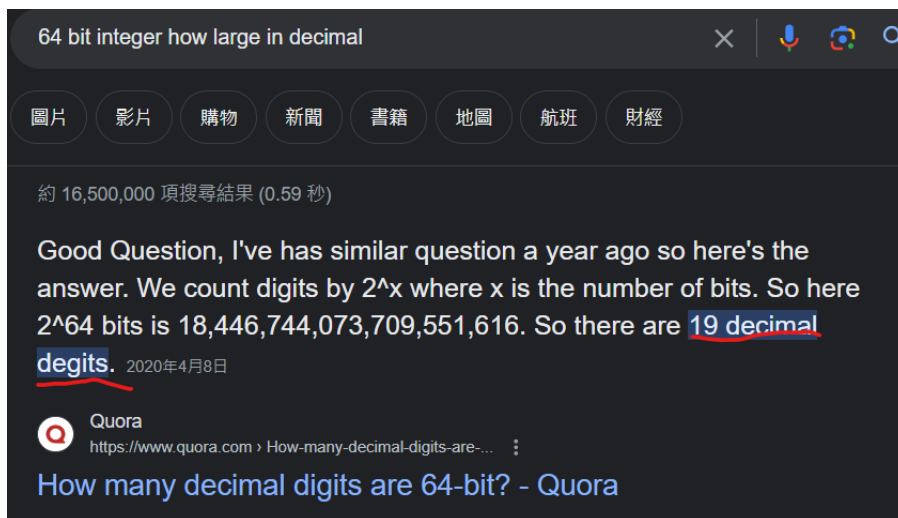 64 bit integer how large in decimal
圖片 影片 購物 新聞 書籍 地圖 航班 財經
約 16,500,000 項搜尋結果 (0.59 秒)
Good Question, I've has similar question a year ago so here's the
answer. We count digits by 2^x where x is the number of bits. So here
2^64 bits is 18,446,744,073,709,551,616. So there are 19 decimal
degits. 2020年4月8日
Quora
https://www.quora.com › How-many-decimal-digits-are-...
How many decimal digits are 64-bit? - Quora